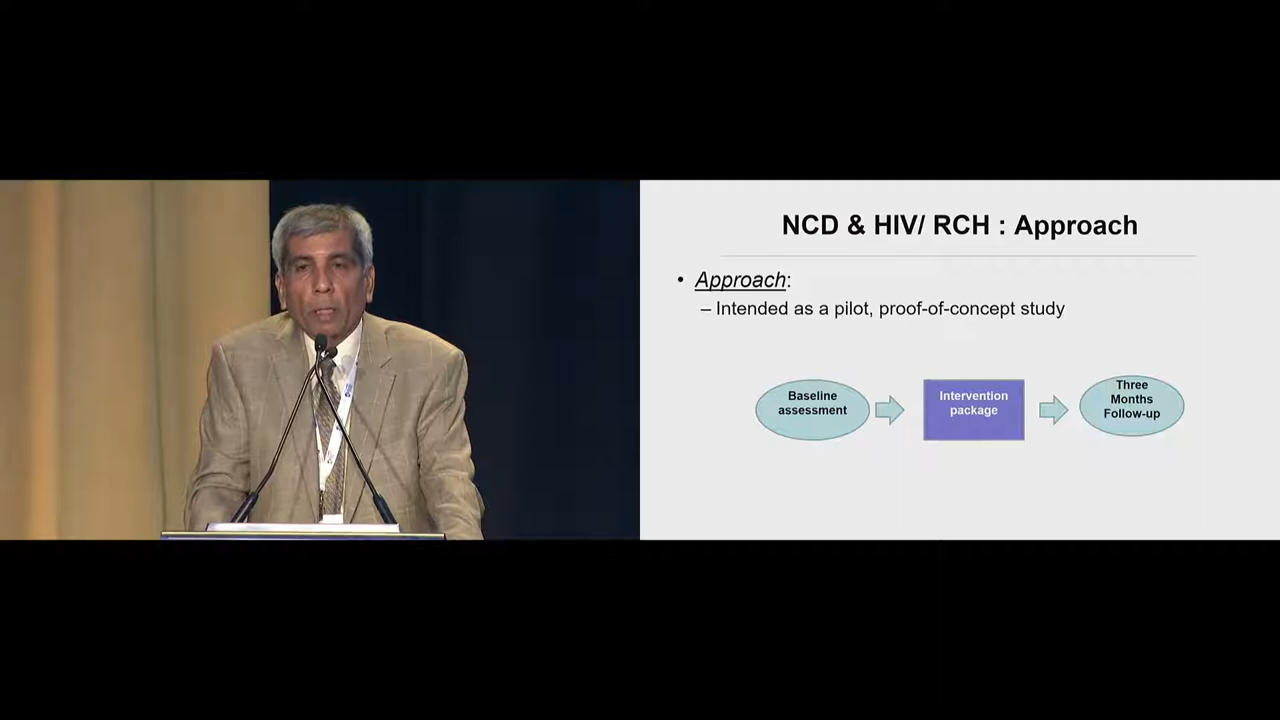 NCD & HIV/ RCH : Approach
• Approach:
– Intended as a pilot, proof-of-concept study
Baseline
assessment
Intervention
package
Three
Months
Follow-up